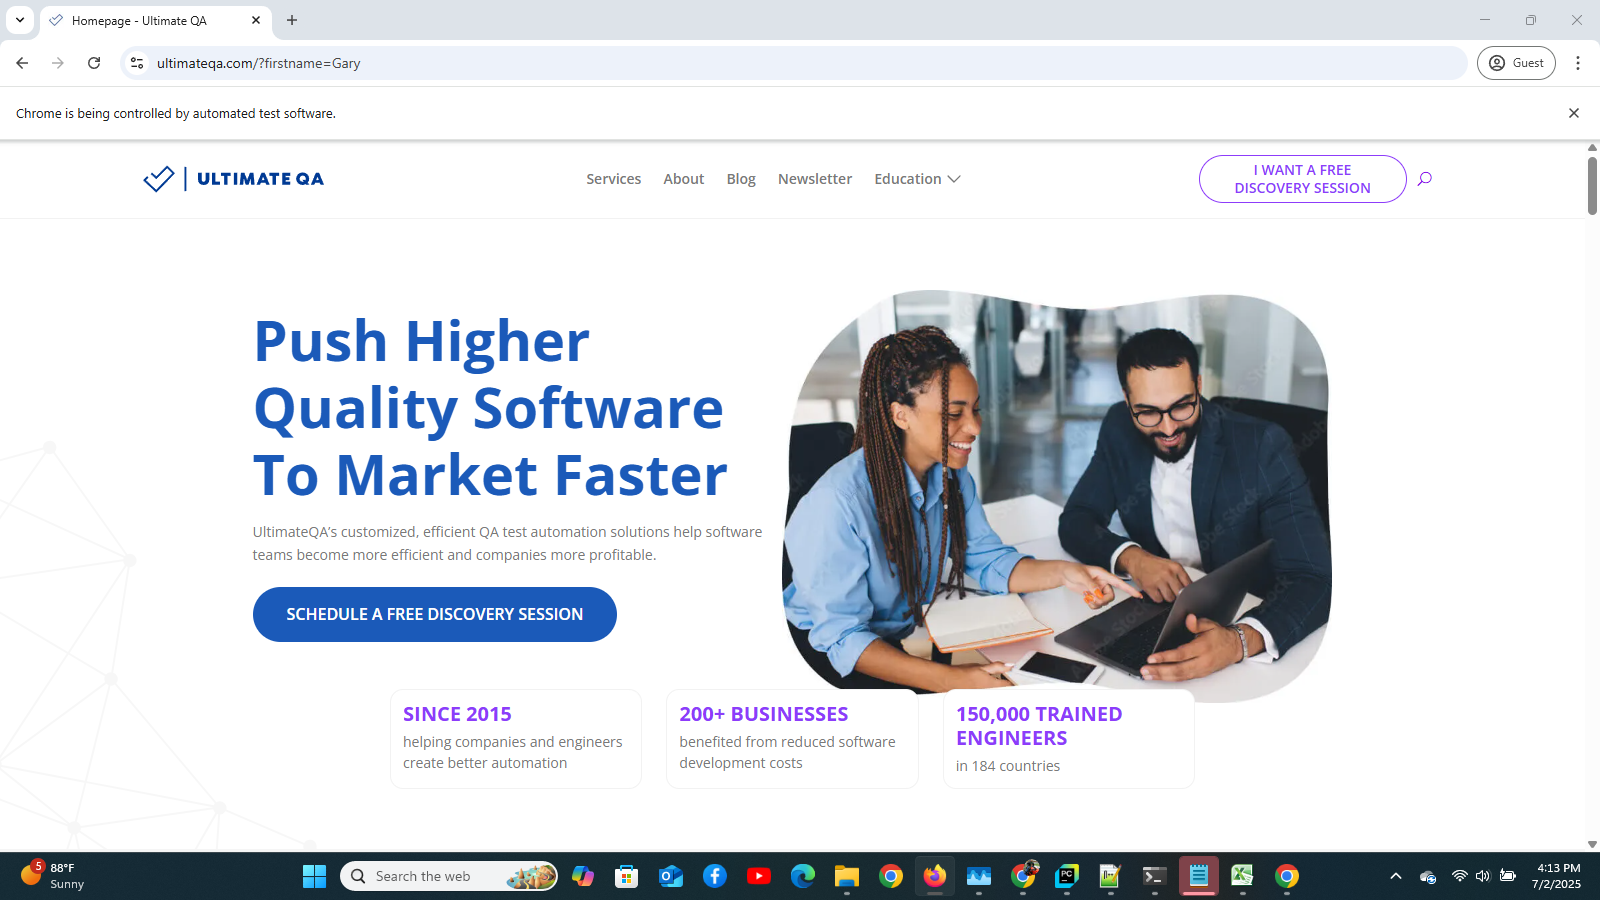 Homepage - Ultimate QA
ultimateqa.com/?firstname=Gary
Guest
Chrome is being controlled by automated test software.
ULTIMATE QA
Services
About
Blog
Newsletter
Education
I WANT A FREE
DISCOVERY SESSION
Push Higher
Quality Software
To Market Faster
UltimateQA's customized, efficient QA test automation solutions help software
teams become more efficient and companies more profitable.
SCHEDULE A FREE DISCOVERY SESSION
SINCE 2015
helping companies and engineers
create better automation
200+ BUSINESSES
benefited from reduced software
development costs
150,000 TRAINED
ENGINEERS
in 184 countries
5
88°F
Sunny
Search the web
PC
4:13 PM
7/2/2025